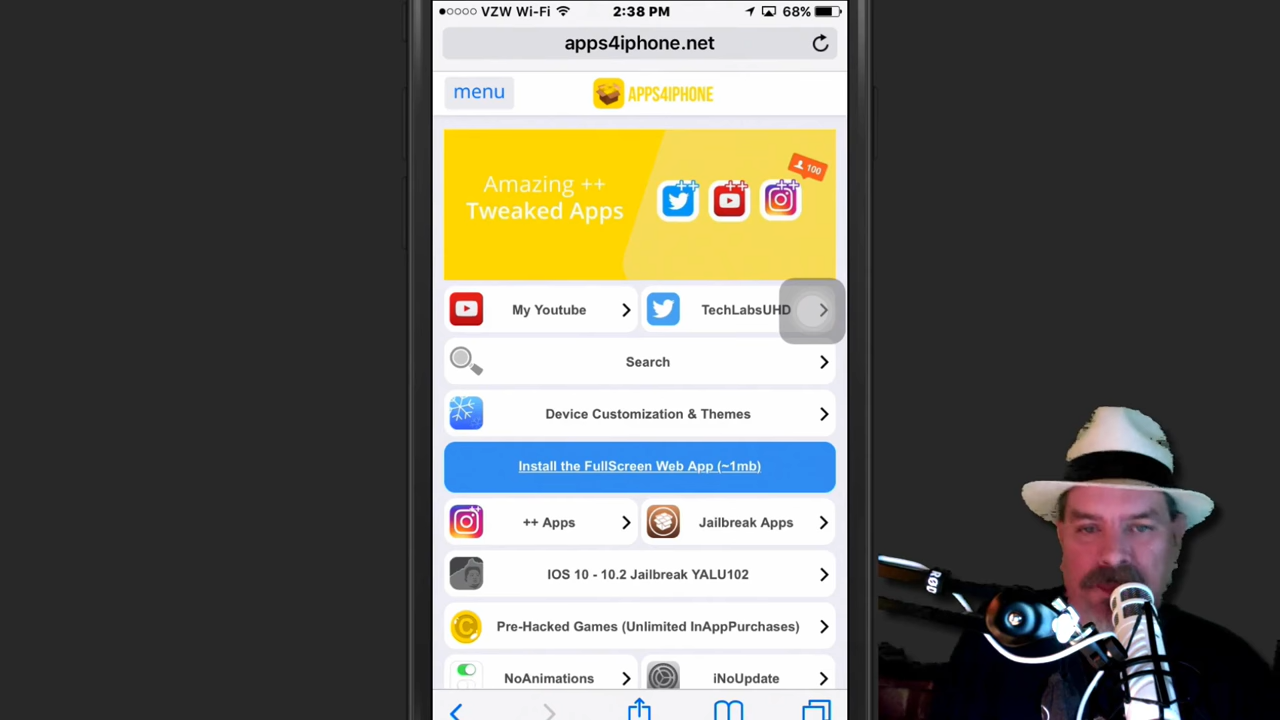 VZW Wi-Fi 2:38 PM 68%
apps4iphone.net
menu APPS4IPHONE
100
Amazing ++
Tweaked Apps
++ ++ ++
My Youtube TechLabsUHD
Search
Device Customization & Themes
Install the FullScreen Web App (~1mb)
++ Apps Jailbreak Apps
IOS 10 - 10.2 Jailbreak YALU102
Pre-Hacked Games (Unlimited InAppPurchases)
NoAnimations iNoUpdate
RØDE